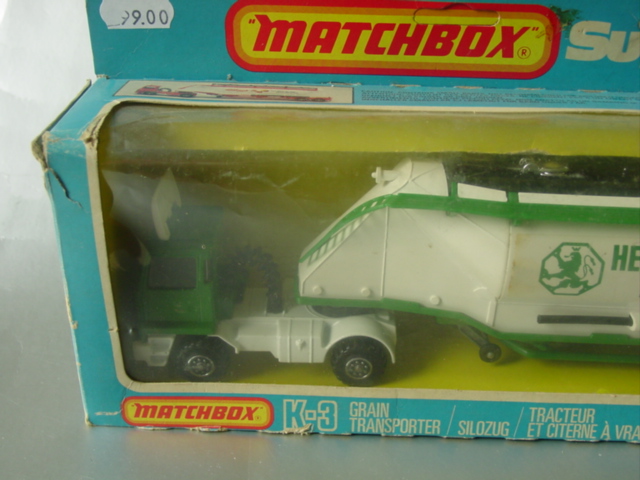 99.00
"MATCHBOX"®
Su
HE
MATCHBOX
K-3
GRAIN
TRANSPORTER / SILOZUG / TRACTEUR
ET CITERNE À VRA